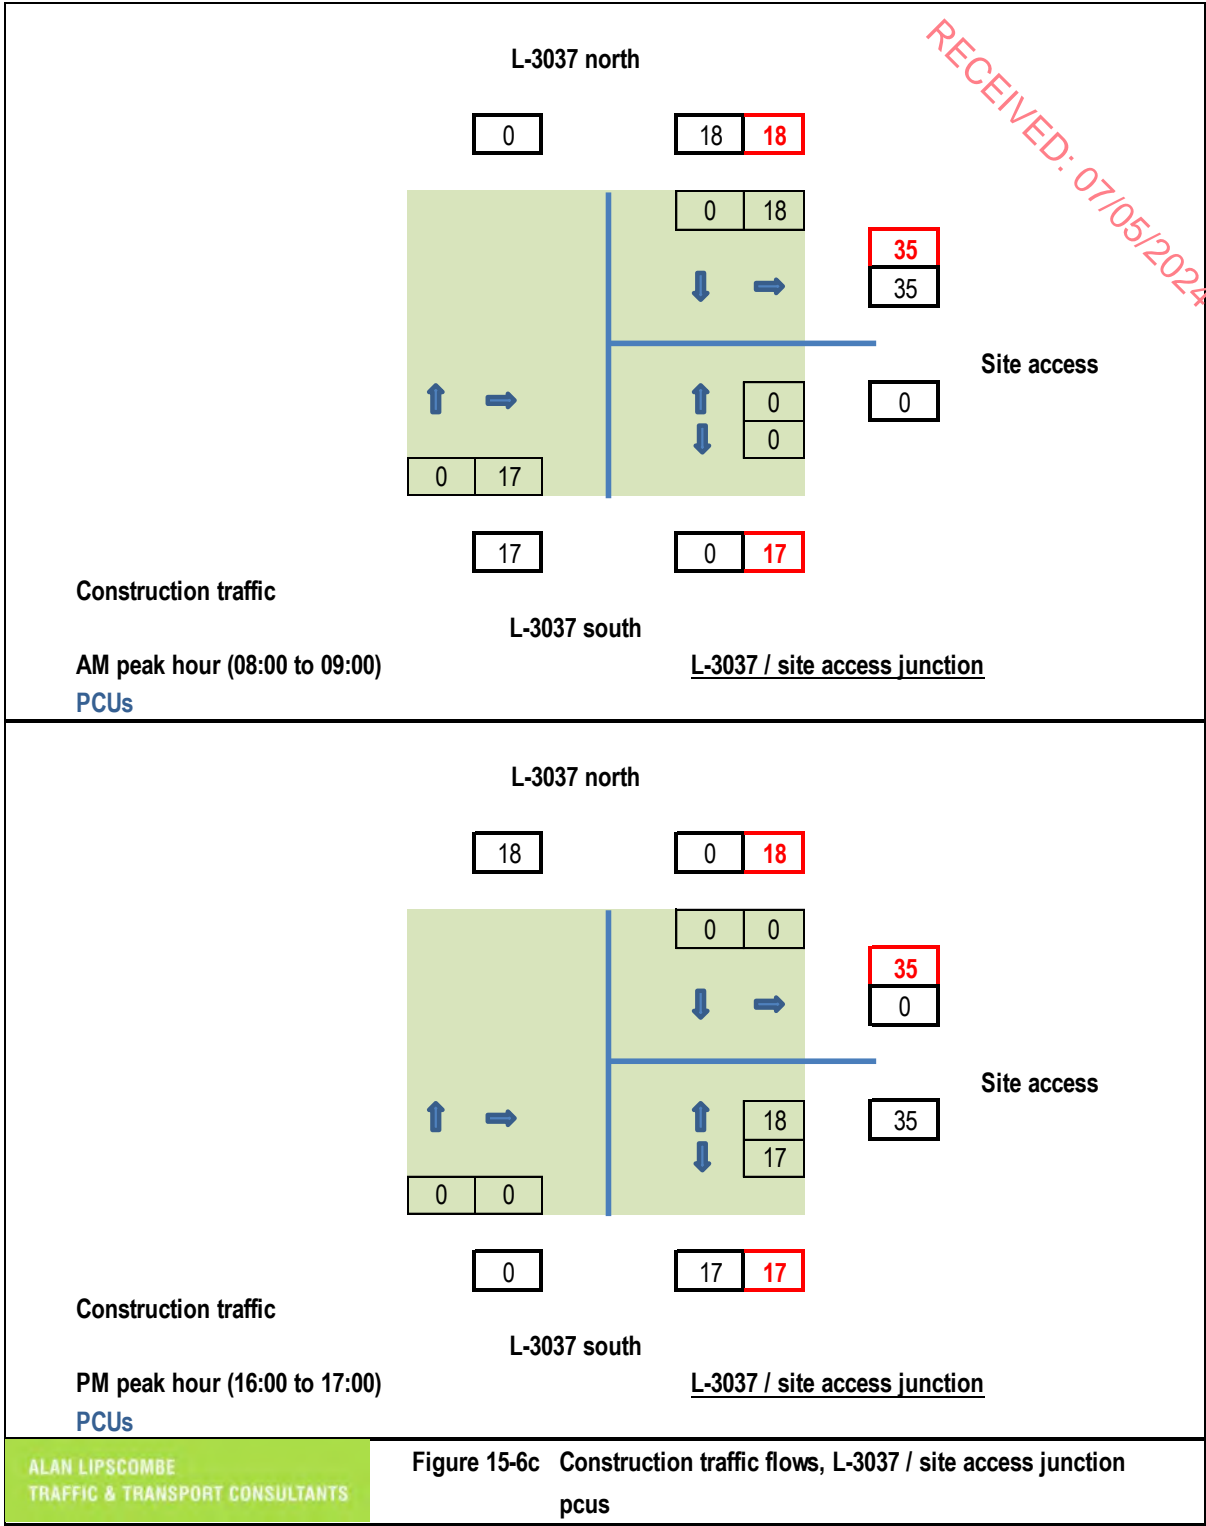 RECEIVED: 07/05/2024
L-3037 north
0 18 18
0 18
35
35
Site access
0 0
0
0 17
17 0 17
Construction traffic
L-3037 south
AM peak hour (08:00 to 09:00) L-3037 / site access junction
PCUs
L-3037 north
18 0 18
0 0
35
0
Site access
18 35
17
0 0
0 17 17
Construction traffic
L-3037 south
PM peak hour (16:00 to 17:00) L-3037 / site access junction
PCUs
ALAN LIPSCOMBE
TRAFFIC & TRANSPORT CONSULTANTS
Figure 15-6c Construction traffic flows, L-3037 / site access junction
pcus